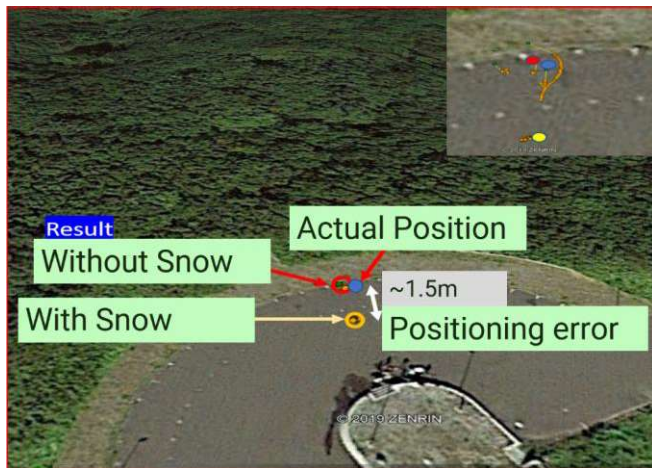 Result
Without Snow
Actual Position
With Snow
~1.5m
Positioning error
© 2019 ZENRIN